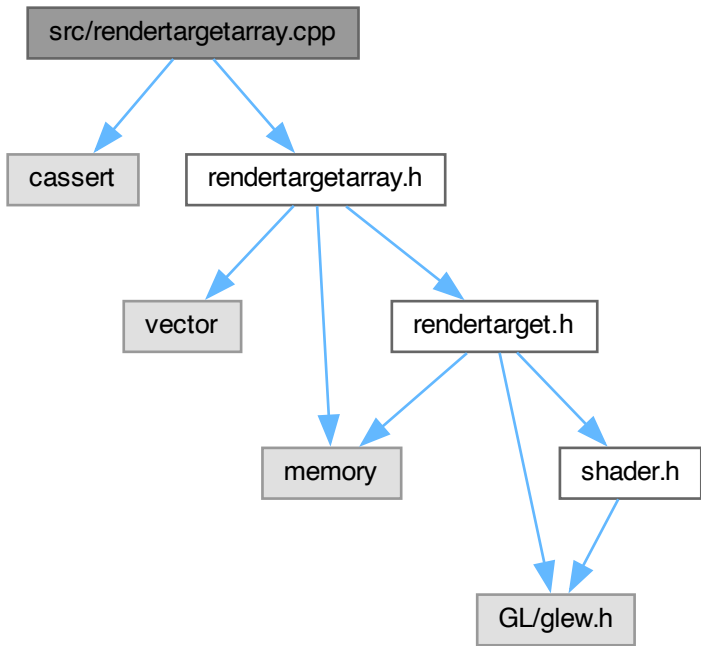 src/rendertargetarray.cpp
cassert
rendertargetarray.h
vector
rendertarget.h
memory
shader.h
GL/glew.h